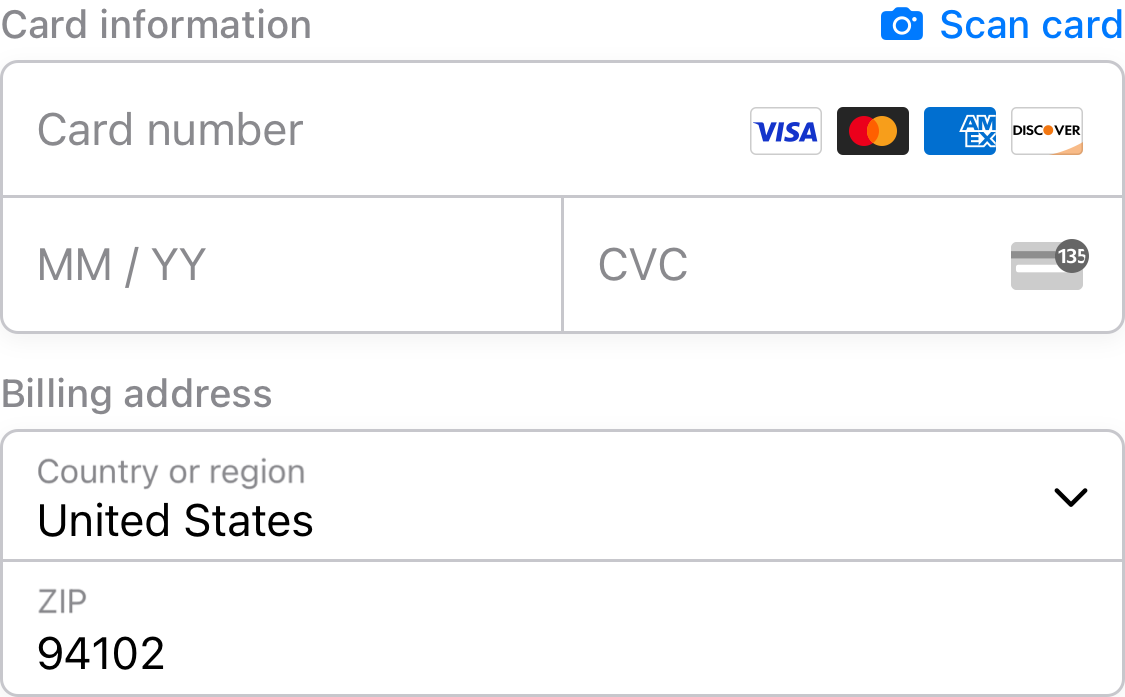 Card information Scan card
Card number VISA AM EX DISCOVER
MM / YY CVC 135
Billing address
Country or region
United States
ZIP
94102